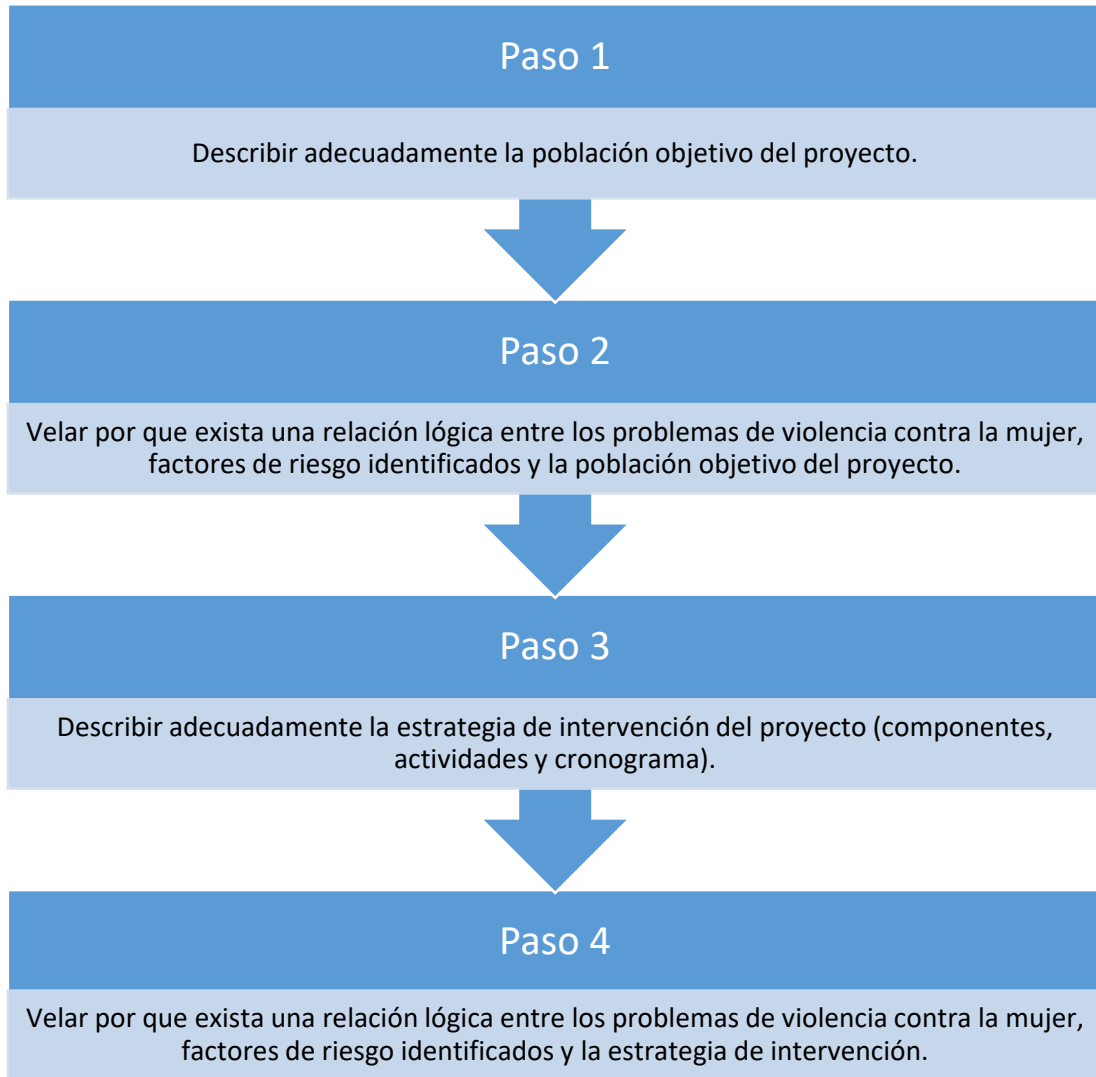 Paso 1
Describir adecuadamente la población objetivo del proyecto.
Paso 2
Velar por que exista una relación lógica entre los problemas de violencia contra la mujer,
factores de riesgo identificados y la población objetivo del proyecto.
Paso 3
Describir adecuadamente la estrategia de intervención del proyecto (componentes,
actividades y cronograma).
Paso 4
Velar por que exista una relación lógica entre los problemas de violencia contra la mujer,
factores de riesgo identificados y la estrategia de intervención.